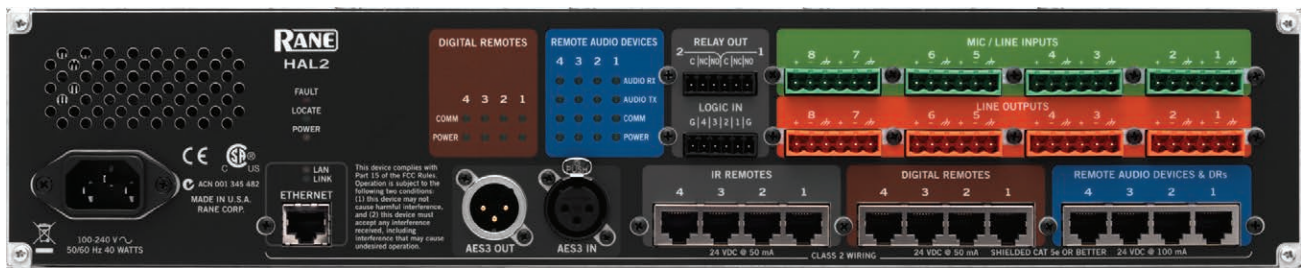 RANE
HAL2
FAULT
LOCATE
POWER
DIGITAL REMOTES
4 3 2 1
COMM
POWER
REMOTE AUDIO DEVICES
4 3 2 1
AUDIO RX
AUDIO TX
COMM
POWER
RELAY OUT
2 1
C|NC|NO C|NC|NO
LOGIC IN
G|4|3|2|1|G
MIC / LINE INPUTS
8 7 6 5 4 3 2 1
LINE OUTPUTS
8 7 6 5 4 3 2 1
CE
C SA ® US
ACN 001 345 482
MADE IN U.S.A.
RANE CORP.
100-240 V
50/60 Hz 40 WATTS
LAN
LINK
ETHERNET
This device complies with
Part 15 of the FCC Rules.
Operation is subject to the
following two conditions:
(1) this device may not
cause harmful interference,
and (2) this device must
accept any interference
received, including
interference that may cause
undesired operation.
AES3 OUT
PUSH
AES3 IN
IR REMOTES
4 3 2 1
24 VDC @ 50 mA
DIGITAL REMOTES
4 3 2 1
24 VDC @ 50 mA
REMOTE AUDIO DEVICES & DRs
4 3 2 1
24 VDC @ 100 mA
CLASS 2 WIRING
SHIELDED CAT 5e OR BETTER